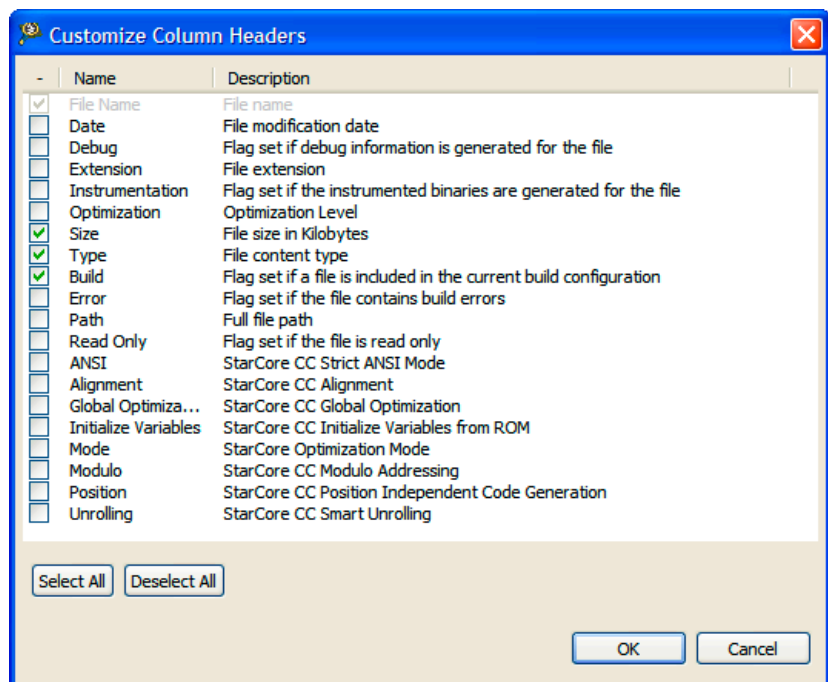 Customize Column Headers
- Name Description
File Name File name
Date File modification date
Debug Flag set if debug information is generated for the file
Extension File extension
Instrumentation Flag set if the instrumented binaries are generated for the file
Optimization Optimization Level
Size File size in Kilobytes
Type File content type
Build Flag set if a file is included in the current build configuration
Error Flag set if the file contains build errors
Path Full file path
Read Only Flag set if the file is read only
ANSI StarCore CC Strict ANSI Mode
Alignment StarCore CC Alignment
Global Optimiza... StarCore CC Global Optimization
Initialize Variables StarCore CC Initialize Variables from ROM
Mode StarCore Optimization Mode
Modulo StarCore CC Modulo Addressing
Position StarCore CC Position Independent Code Generation
Unrolling StarCore CC Smart Unrolling
Select All Deselect All
OK Cancel